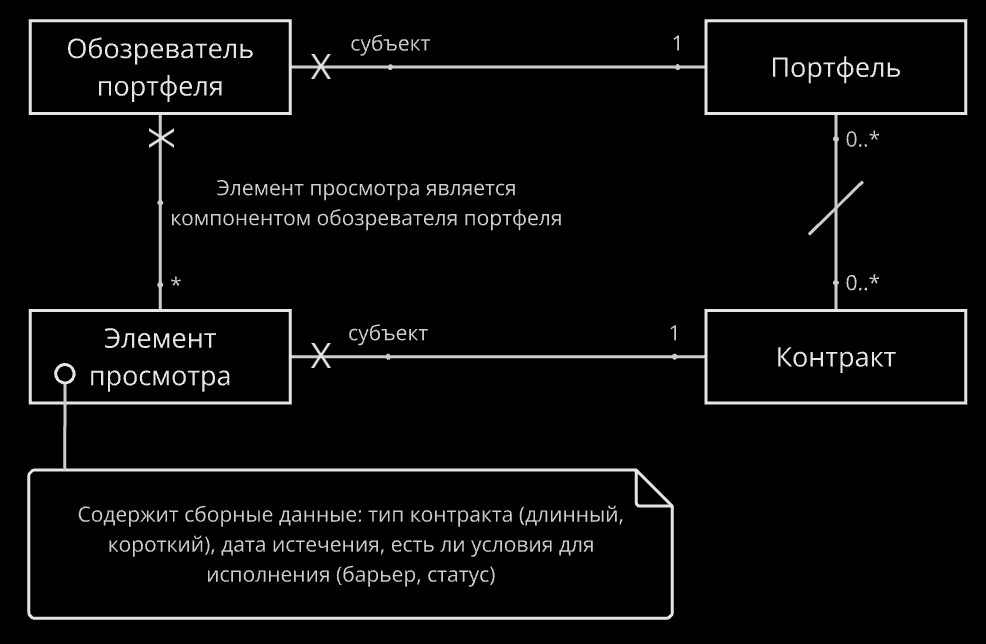 Обозреватель
портфеля
субъект
1
Портфель
0..*
Элемент просмотра является
компонентом обозревателя портфеля
*
0..*
Элемент
просмотра
субъект
1
Контракт
Содержит сборные данные: тип контракта (длинный,
короткий), дата истечения, есть ли условия для
исполнения (барьер, статус)